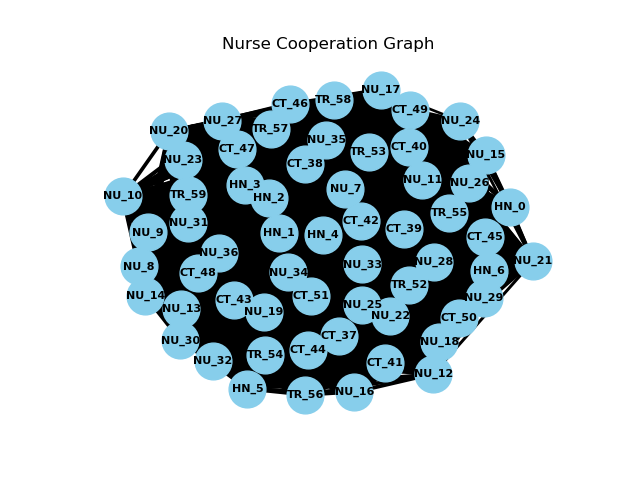 Nurse Cooperation Graph
NU_17
CT_46
TR_58
CT_49
NU_27
NU_24
TR_57
NU_20
NU_35
CT_40
CT_47
TR_53
NU_15
NU_23
CT_38
NU_11
NU_26
HN_3
NU_7
NU_10
TR_59
HN_2
HN_0
TR_55
NU_31
CT_42
CT_39
NU_9
HN_1
HN_4
CT_45
NU_36
NU_21
NU_28
NU_33
NU_8
CT_48
NU_34
HN_6
TR_52
NU_14
CT_51
NU_29
CT_43
NU_25
NU_13
NU_19
NU_22
CT_50
CT_37
NU_30
NU_18
CT_44
TR_54
NU_32
CT_41
NU_12
HN_5
NU_16
TR_56